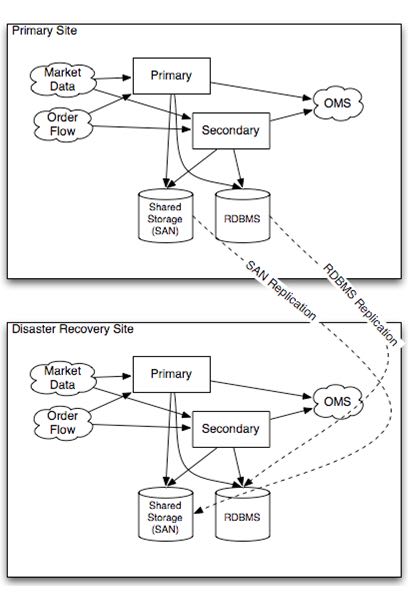 Primary Site
Market
Data
Primary
OMS
Order
Flow
Secondary
Shared
Storage
(SAN)
RDBMS
SAN Replication
RDBMS Replication
Disaster Recovery Site
Market
Data
Primary
OMS
Order
Flow
Secondary
Shared
Storage
(SAN)
RDBMS